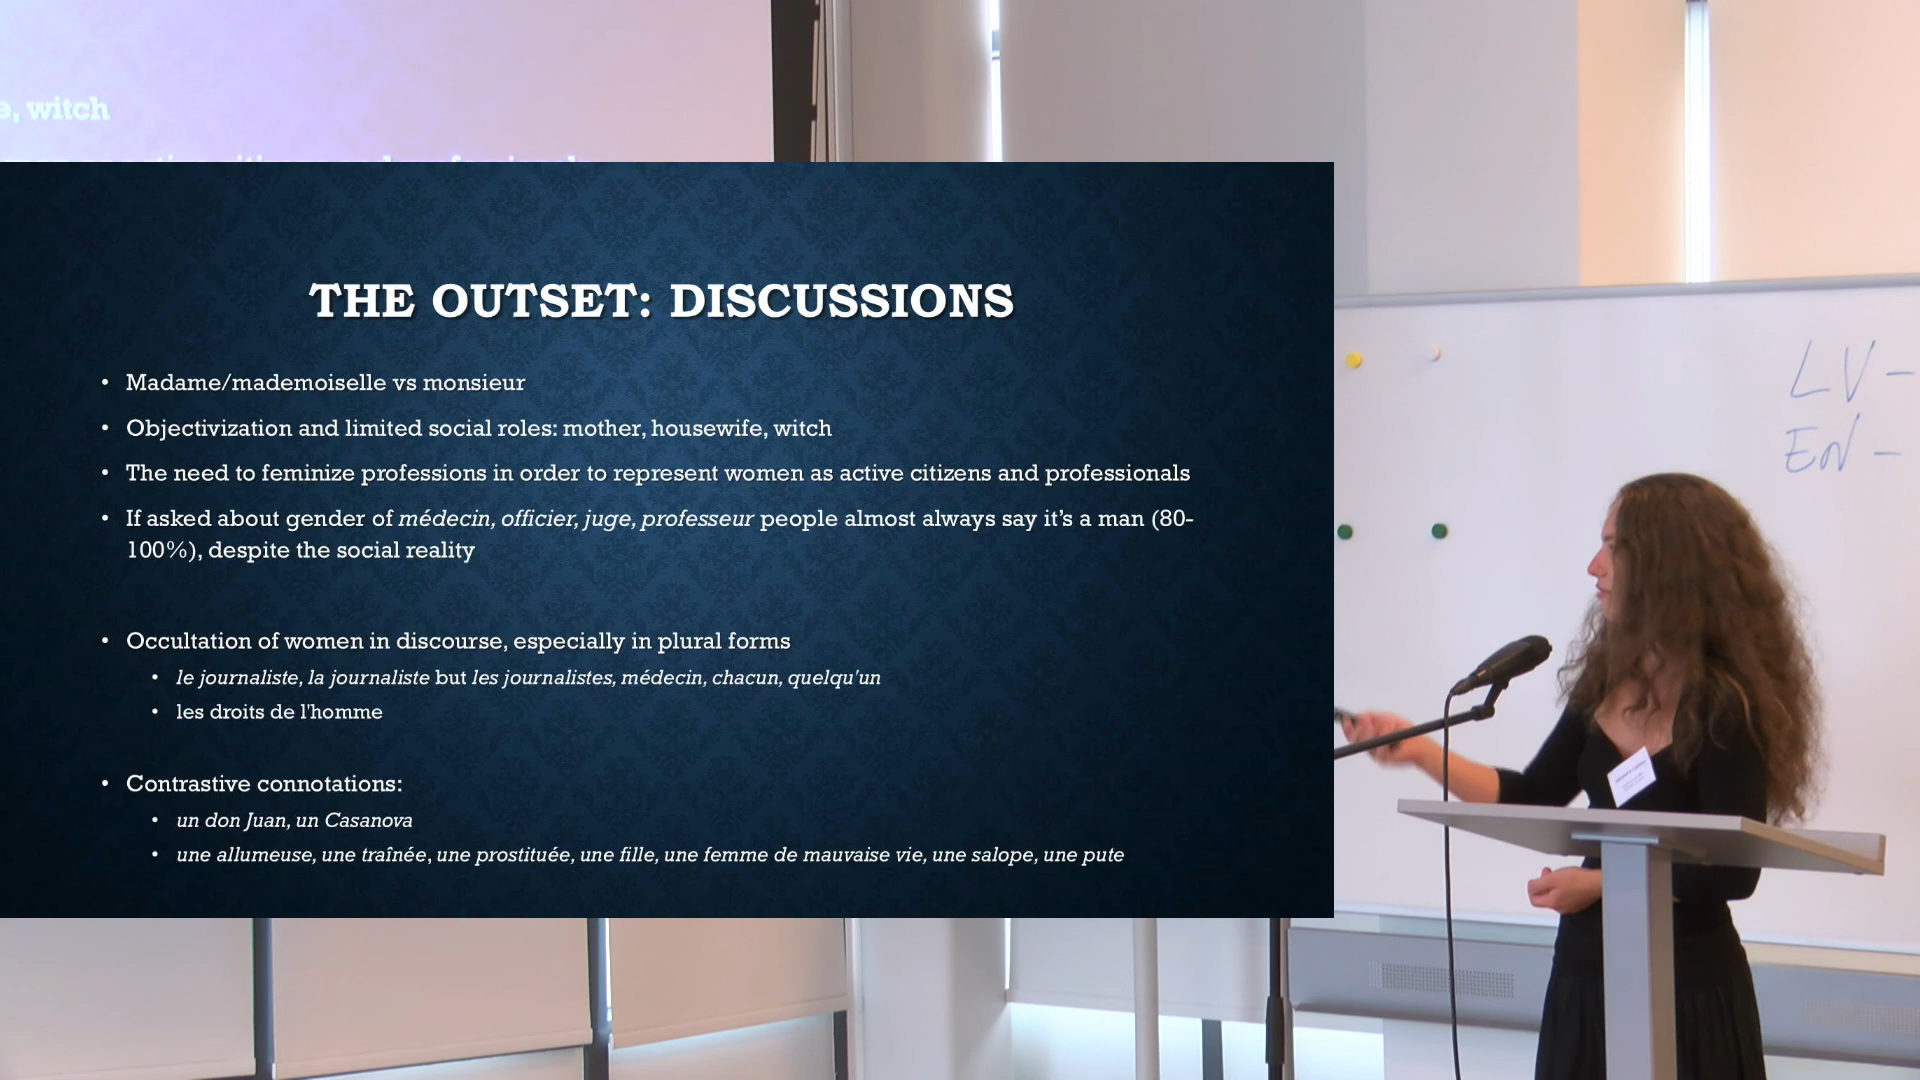 witch
THE OUTSET: DISCUSSIONS
• Madame/mademoiselle vs monsieur
• Objectivization and limited social roles: mother, housewife, witch
• The need to feminize professions in order to represent women as active citizens and professionals
• If asked about gender of médecin, officier, juge, professeur people almost always say it's a man (80-
100%), despite the social reality
• Occultation of women in discourse, especially in plural forms
• le journaliste, la journaliste but les journalistes, médecin, chacun, quelqu'un
• les droits de l'homme
• Contrastive connotations:
• un don Juan, un Casanova
• une allumeuse, une traînée, une prostituée, une fille, une femme de mauvaise vie, une salope, une pute
LV –
EN –